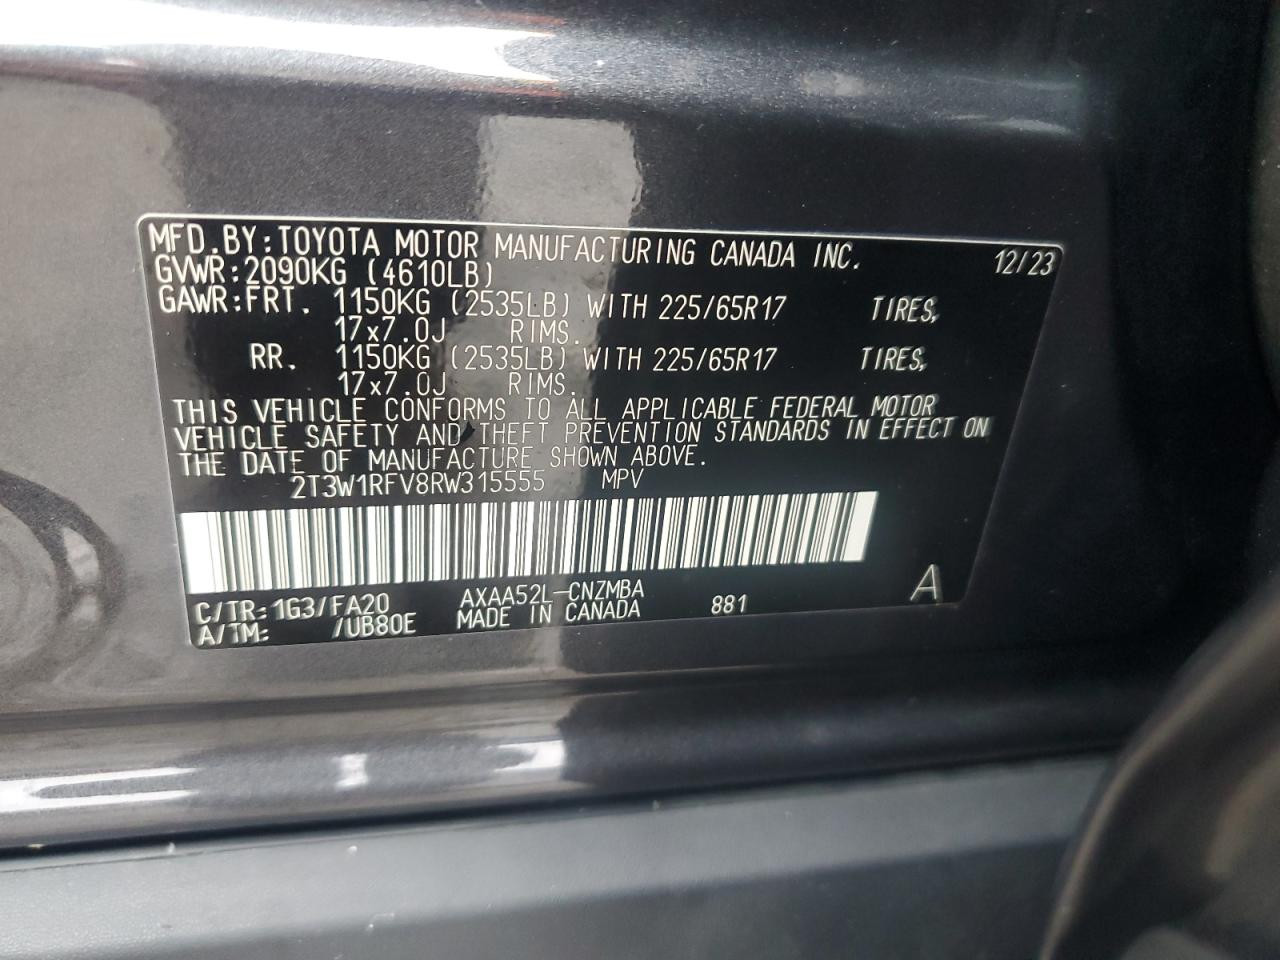 MFD.BY:TOYOTA MOTOR MANUFACTURING CANADA INC. 12/23
GVWR:2090KG (4610LB)
GAWR:FRT. 1150KG (2535LB) WITH 225/65R17 TIRES,
17x7.0J RIMS.
RR. 1150KG (2535LB) WITH 225/65R17 TIRES,
17x7.0J RIMS.
THIS VEHICLE CONFORMS TO ALL APPLICABLE FEDERAL MOTOR
VEHICLE SAFETY AND THEFT PREVENTION STANDARDS IN EFFECT ON
THE DATE OF MANUFACTURE SHOWN ABOVE.
2T3W1RFV8RW315555 MPV
C/TR:1G3/FA20 AXAA52L-CNZMBA 881 A
A/TM: /UB80E MADE IN CANADA